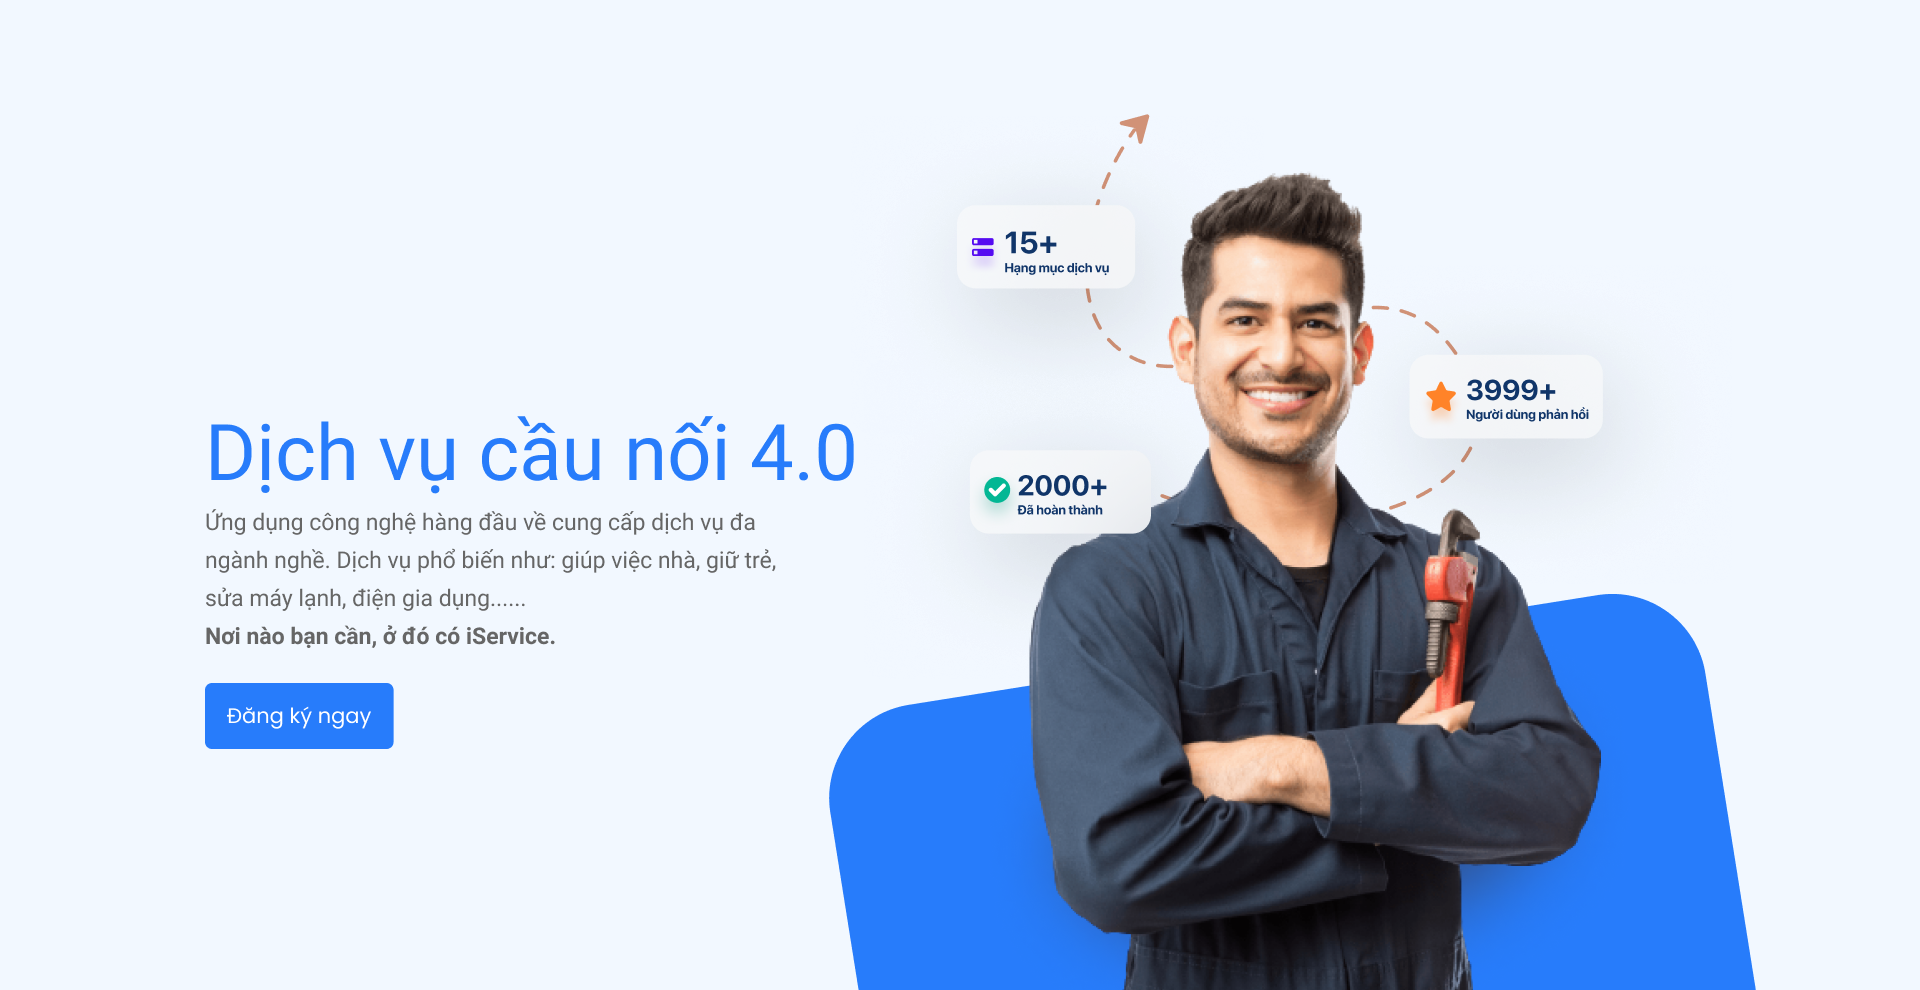 15+
Hạng mục dịch vụ
3999+
Người dùng phản hồi
Dịch vụ cầu nối 4.0
2000+
Đã hoàn thành
Ứng dụng công nghệ hàng đầu về cung cấp dịch vụ đa
ngành nghề. Dịch vụ phổ biến như: giúp việc nhà, giữ trẻ,
sửa máy lạnh, điện gia dụng......
Nơi nào bạn cần, ở đó có iService.
Đăng ký ngay